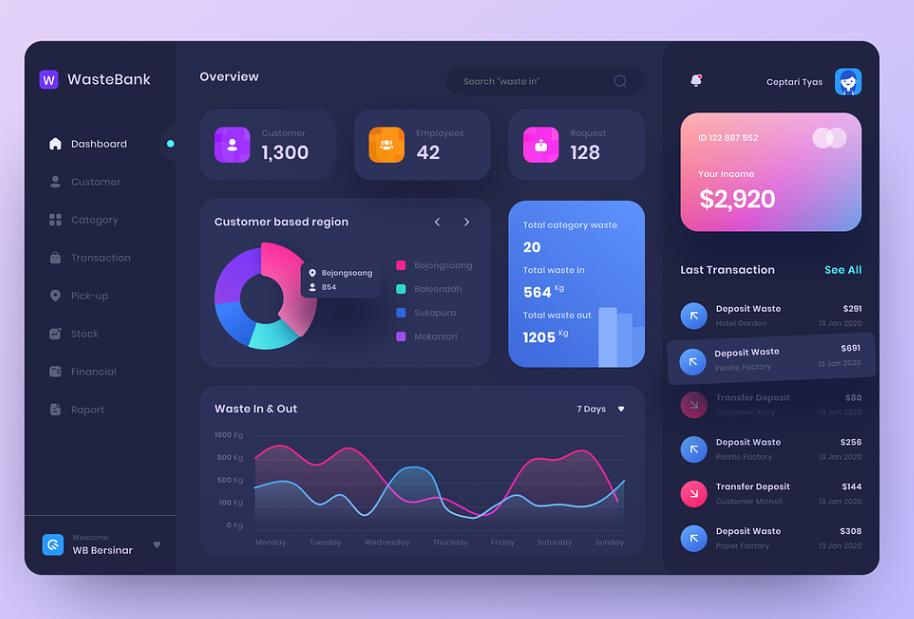 W WasteBank
Dashboard
Customer
Category
Transaction
Pick-up
Stock
Financial
Raport
Welcome,
WB Bersinar
Overview
Search "waste in"
Customer
1,300
Employees
42
Request
128
Customer based region
Bojongsoang
854
Bojongsoang
Baleendah
Sukapura
Mekarsari
Total category waste
20
Total waste in
564 Kg
Total waste out
1205 Kg
Waste In & Out
7 Days
1000 Kg
800 Kg
500 Kg
100 Kg
0 Kg
Monday Tuesday Wednesday Thursday Friday Saturday Sunday
Ceptari Tyas
ID 122 887 552
Your Income
$2,920
Last Transaction See All
Deposit Waste $291
Hotel Garden 13 Jan 2020
Deposit Waste $691
Plastic Factory 13 Jan 2020
Transfer Deposit $80
Customer Andy 13 Jan 2020
Deposit Waste $256
Plastic Factory 13 Jan 2020
Transfer Deposit $144
Customer Michell 13 Jan 2020
Deposit Waste $308
Paper Factory 13 Jan 2020